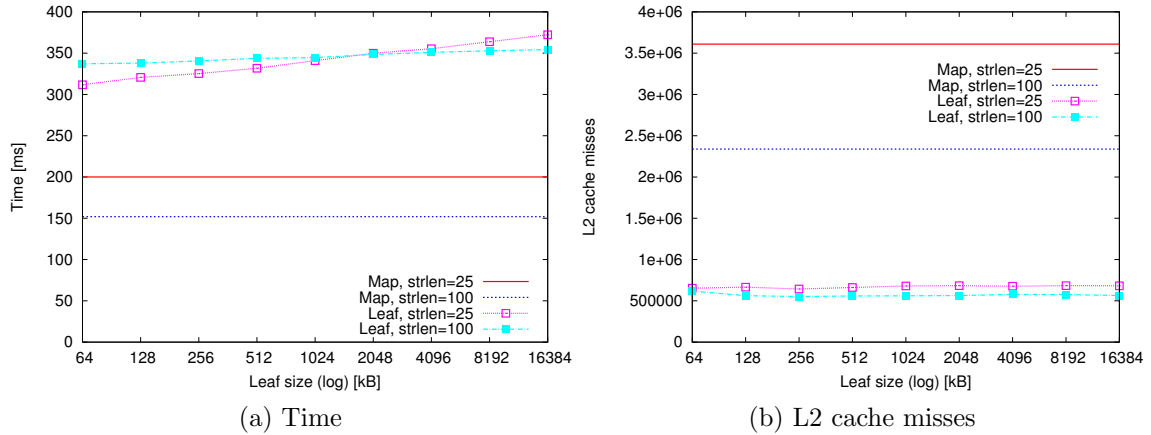 400
350
300
250
200
150
100
50
0
Time [ms]
Map, strlen=25
Map, strlen=100
Leaf, strlen=25
Leaf, strlen=100
64 128 256 512 1024 2048 4096 8192 16384
Leaf size (log) [kB]
(a) Time
4e+06
3.5e+06
3e+06
2.5e+06
2e+06
1.5e+06
1e+06
500000
0
L2 cache misses
Map, strlen=25
Map, strlen=100
Leaf, strlen=25
Leaf, strlen=100
64 128 256 512 1024 2048 4096 8192 16384
Leaf size (log) [kB]
(b) L2 cache misses